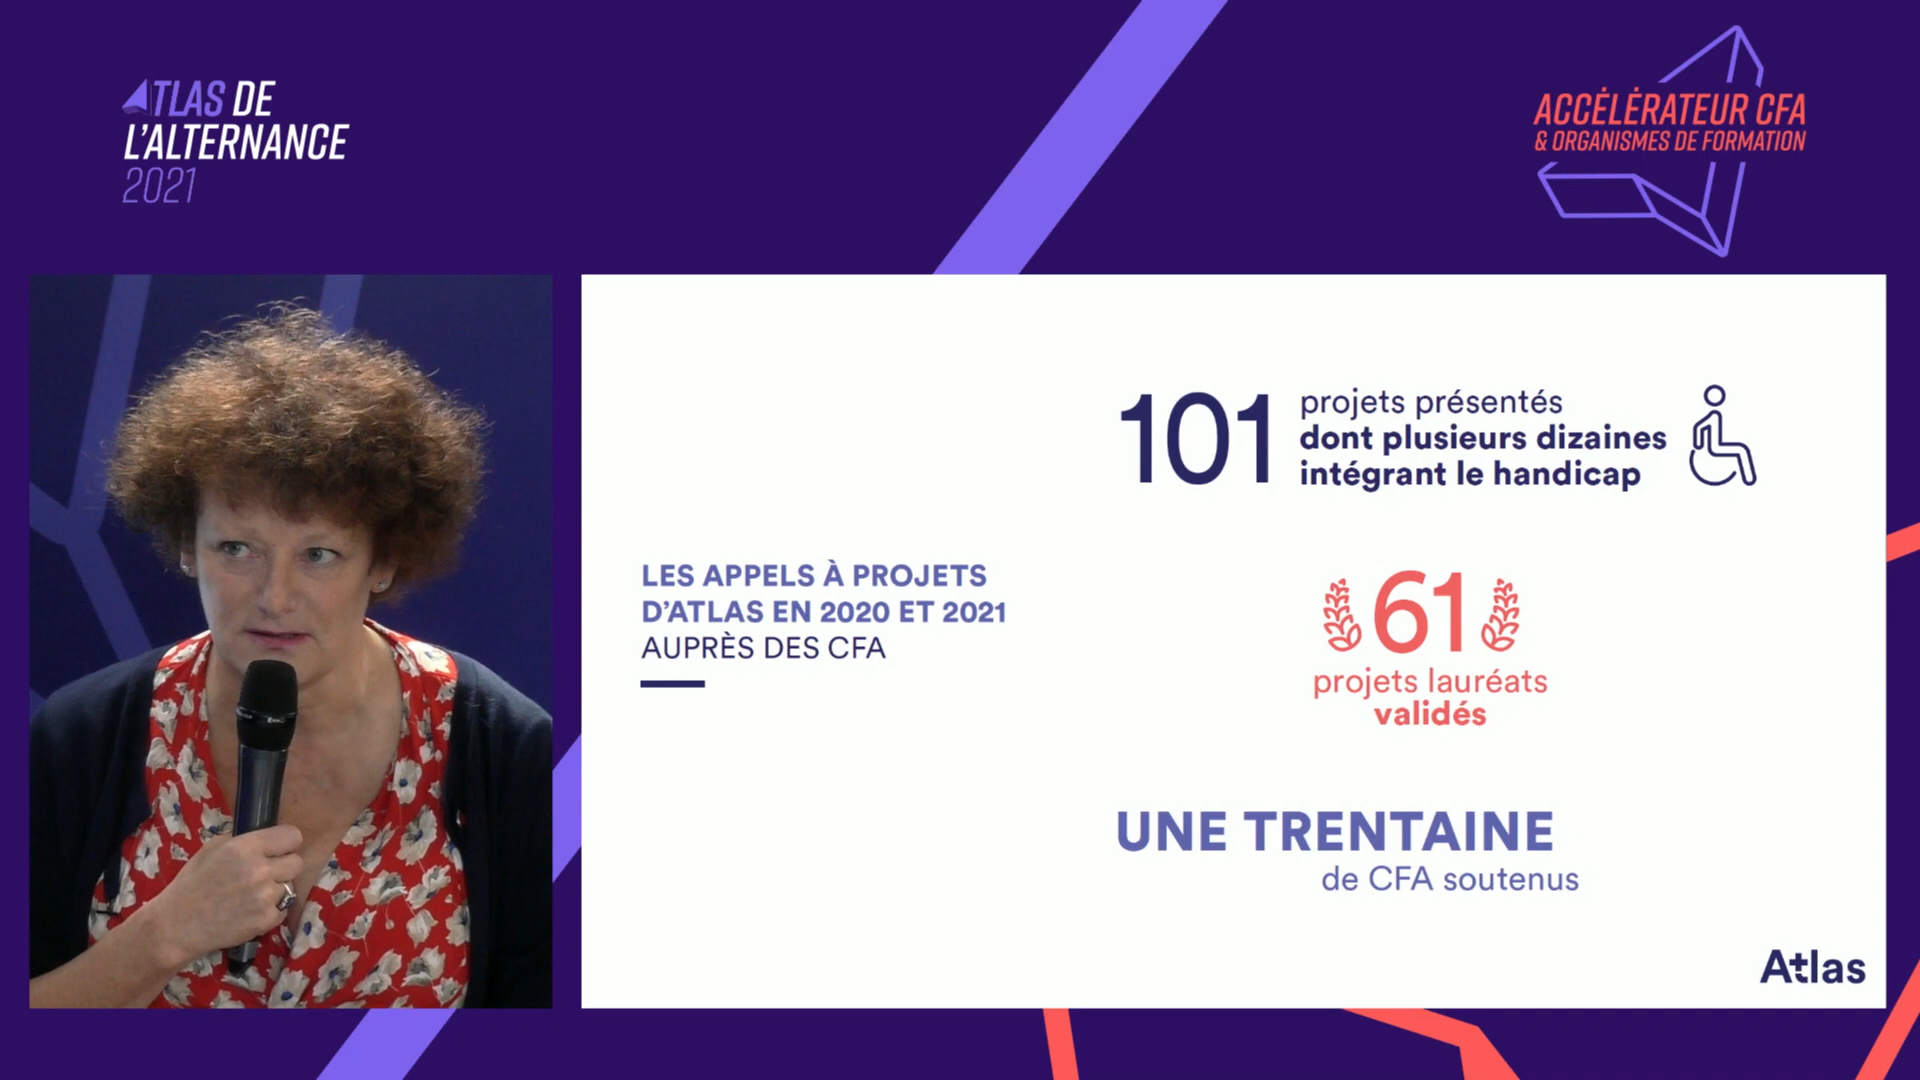 ATLAS DE
L'ALTERNANCE
2021
ACCÉLÉRATEUR CFA
& ORGANISMES DE FORMATION
LES APPELS À PROJETS
D'ATLAS EN 2020 ET 2021
AUPRÈS DES CFA
101
projets présentés
dont plusieurs dizaines
intégrant le handicap
61
projets lauréats
validés
UNE TRENTAINE
de CFA soutenus
Atlas